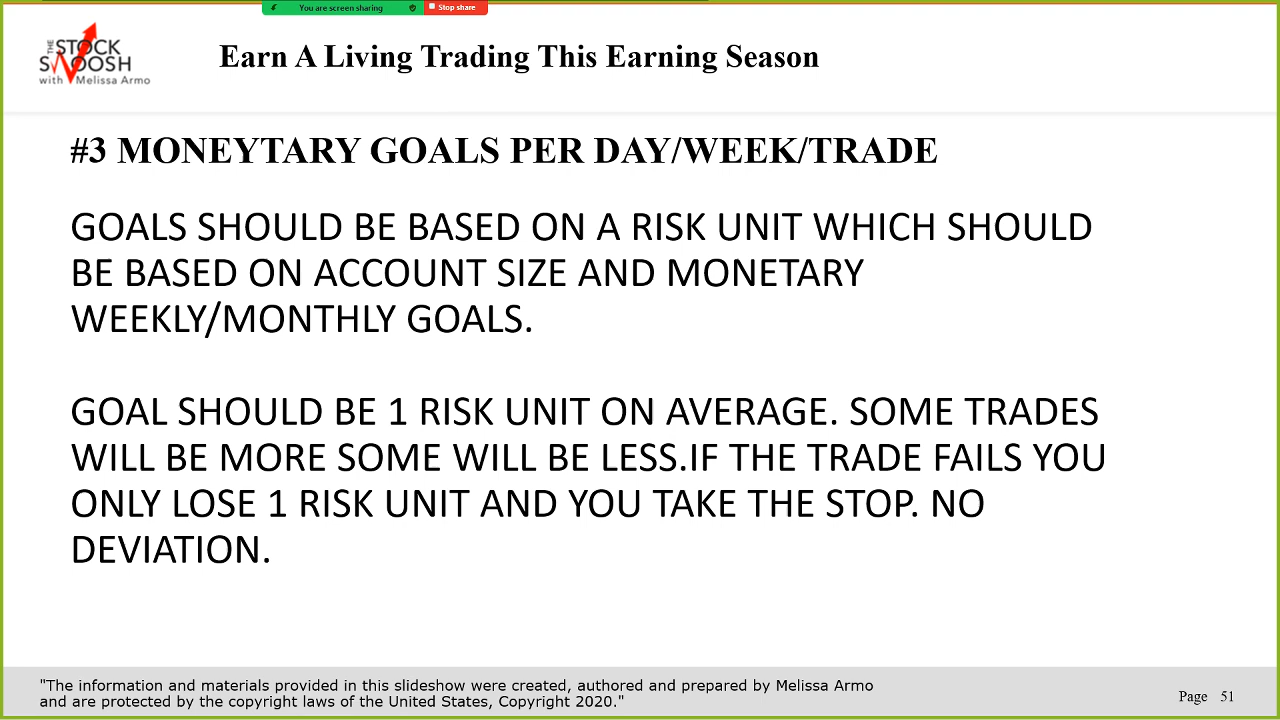 You are screen sharing
Stop share
THE
STOCK
SWOOSH
with Melissa Armo
Earn A Living Trading This Earning Season
#3 MONEYTARY GOALS PER DAY/WEEK/TRADE
GOALS SHOULD BE BASED ON A RISK UNIT WHICH SHOULD
BE BASED ON ACCOUNT SIZE AND MONETARY
WEEKLY/MONTHLY GOALS.
GOAL SHOULD BE 1 RISK UNIT ON AVERAGE. SOME TRADES
WILL BE MORE SOME WILL BE LESS.IF THE TRADE FAILS YOU
ONLY LOSE 1 RISK UNIT AND YOU TAKE THE STOP. NO
DEVIATION.
"The information and materials provided in this slideshow were created, authored and prepared by Melissa Armo
and are protected by the copyright laws of the United States, Copyright 2020."
Page 51